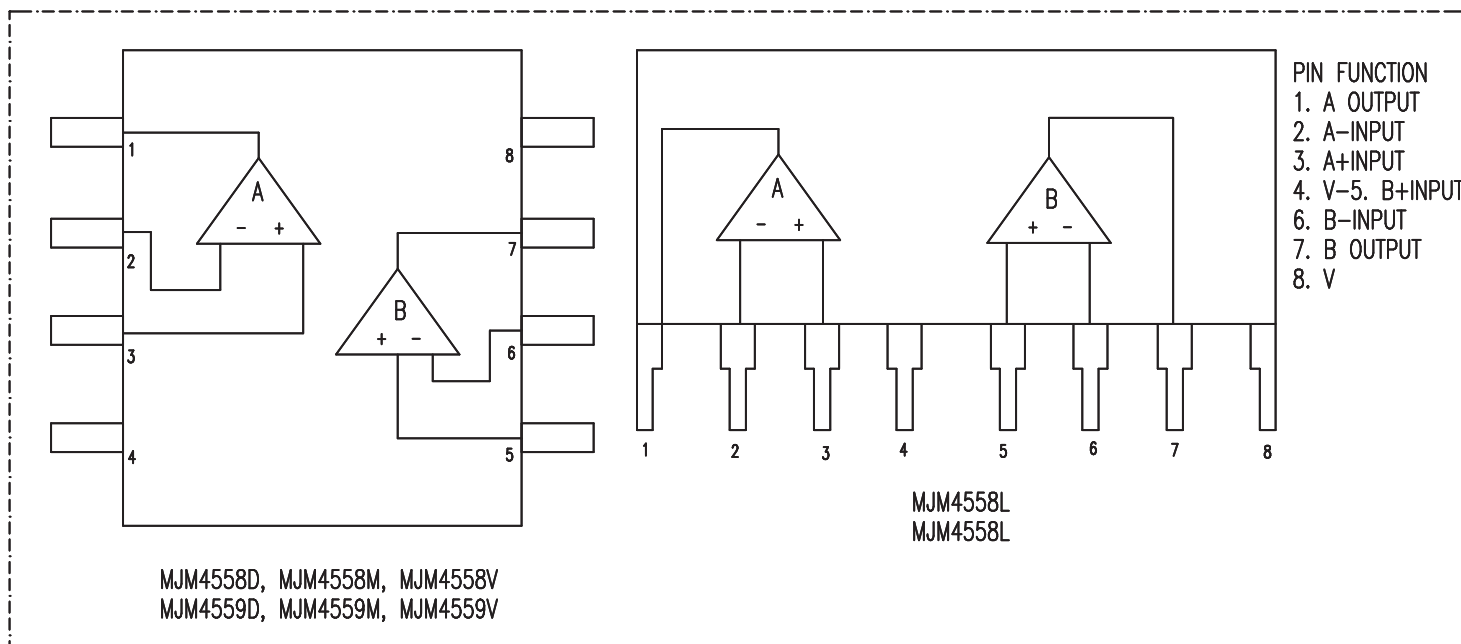 1
2
3
4
8
7
6
5
A
- +
B
+ -
MJM4558D, MJM4558M, MJM4558V
MJM4559D, MJM4559M, MJM4559V
A
- +
B
+ -
1 2 3 4 5 6 7 8
MJM4558L
MJM4558L
PIN FUNCTION
1. A OUTPUT
2. A-INPUT
3. A+INPUT
4. V-5. B+INPUT
6. B-INPUT
7. B OUTPUT
8. V